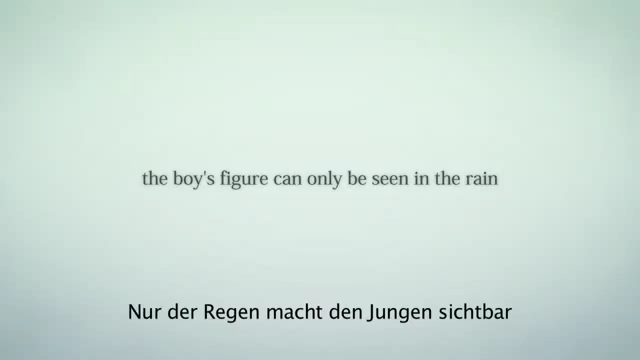 the boy's figure can only be seen in the rain
Nur der Regen macht den Jungen sichtbar